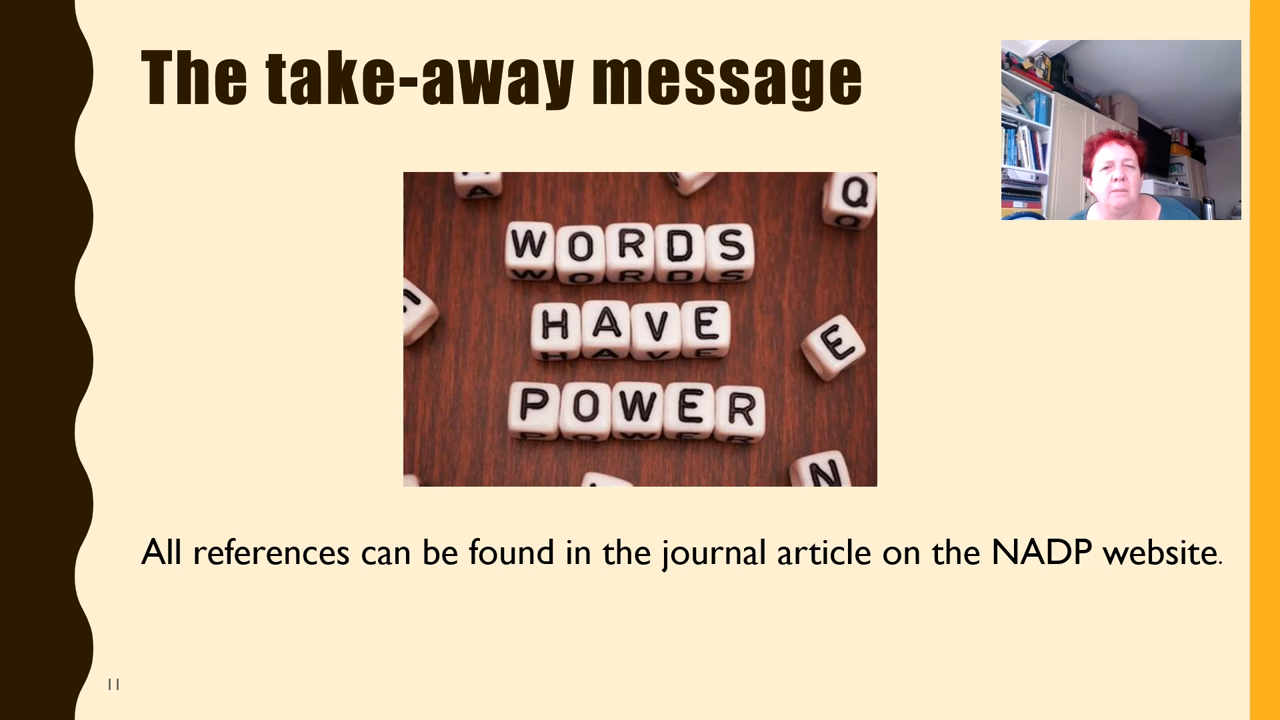 The take-away message
A
Q
WORDS
HAVE
E
POWER
N
All references can be found in the journal article on the NADP website.
11